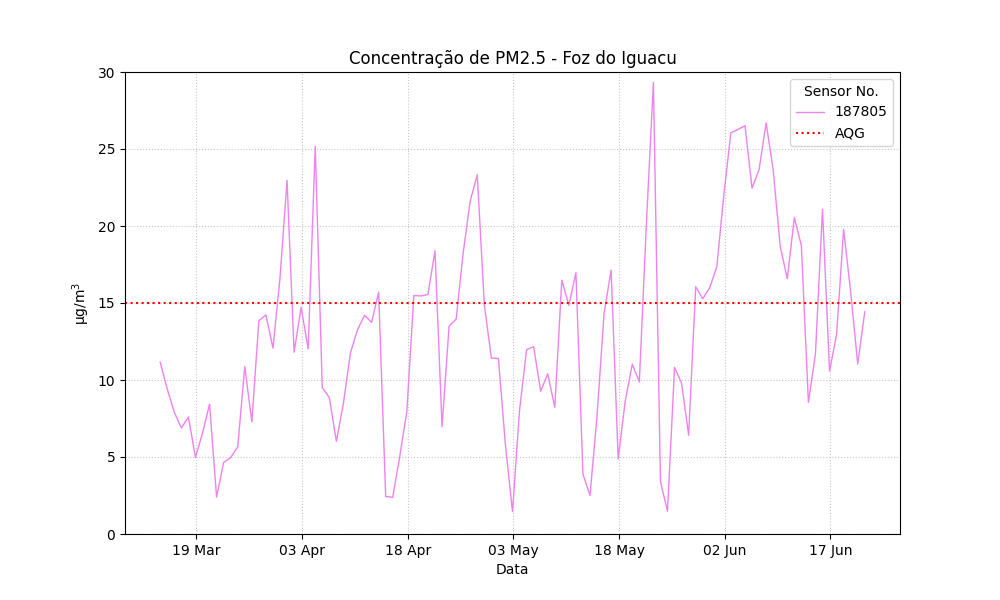 Concentração de PM2.5 - Foz do Iguacu
Sensor No.
187805
AQG
30
25
20
15
10
5
0
µg/m³
19 Mar
03 Apr
18 Apr
03 May
18 May
02 Jun
17 Jun
Data